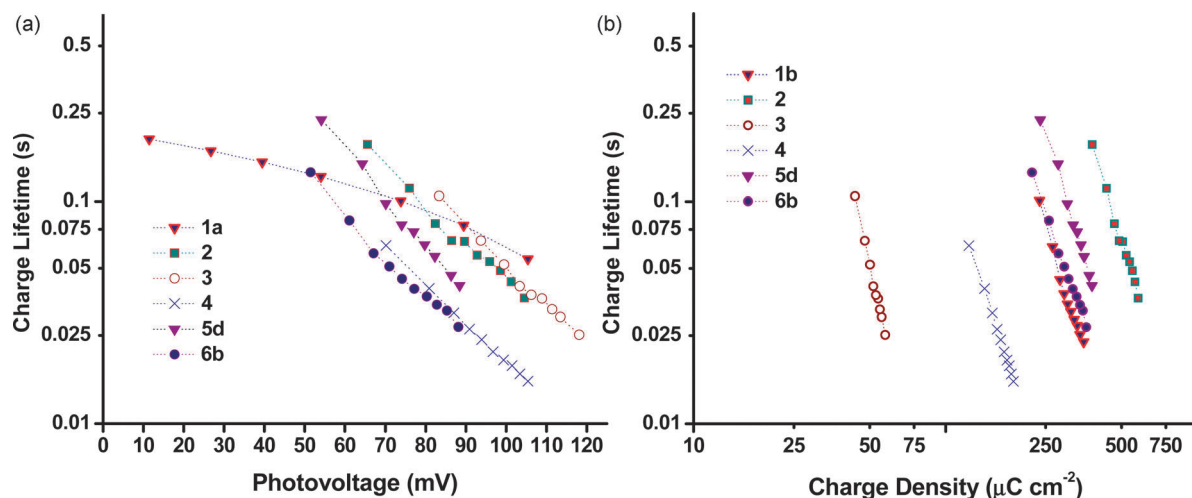 (a)
Charge Lifetime (s)
0.5
0.25
0.1
0.075
0.05
0.025
0.01
1a
2
3
4
5d
6b
0 10 20 30 40 50 60 70 80 90 100 110 120
Photovoltage (mV)
(b)
Charge Lifetime (s)
0.5
0.25
0.1
0.075
0.05
0.025
0.01
1b
2
3
4
5d
6b
10 25 50 75 250 500 750
Charge Density (μC cm⁻²)